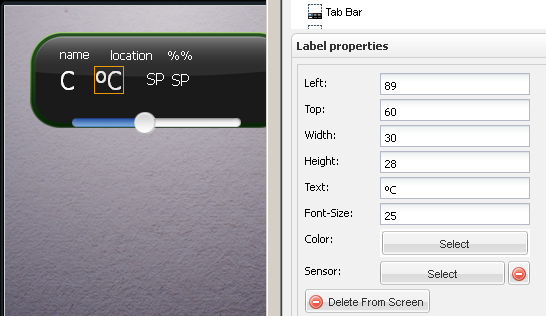 name location %%
C ºC SP SP
Tab Bar
Label properties
Left: 89
Top: 60
Width: 30
Height: 28
Text: ºC
Font-Size: 25
Color: Select
Sensor: Select
Delete From Screen